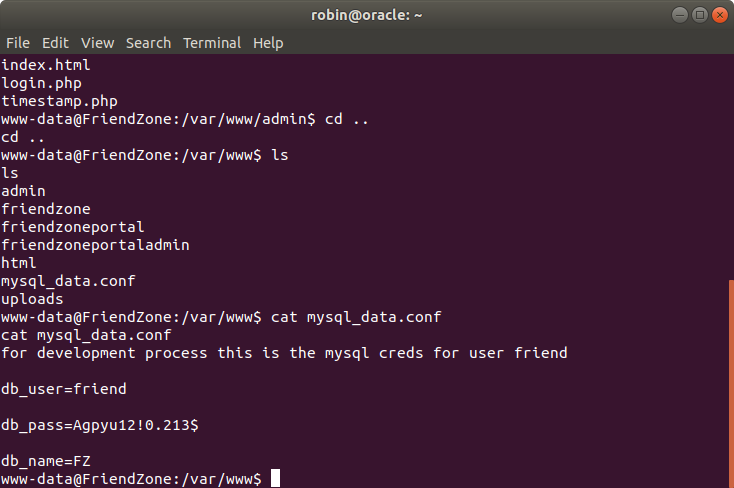 robin@oracle: ~
File Edit View Search Terminal Help
index.html
login.php
timestamp.php
www-data@FriendZone:/var/www/admin$ cd ..
cd ..
www-data@FriendZone:/var/www$ ls
ls
admin
friendzone
friendzoneportal
friendzoneportaladmin
html
mysql_data.conf
uploads
www-data@FriendZone:/var/www$ cat mysql_data.conf
cat mysql_data.conf
for development process this is the mysql creds for user friend
db_user=friend
db_pass=Agpyu12!0.213$
db_name=FZ
www-data@FriendZone:/var/www$